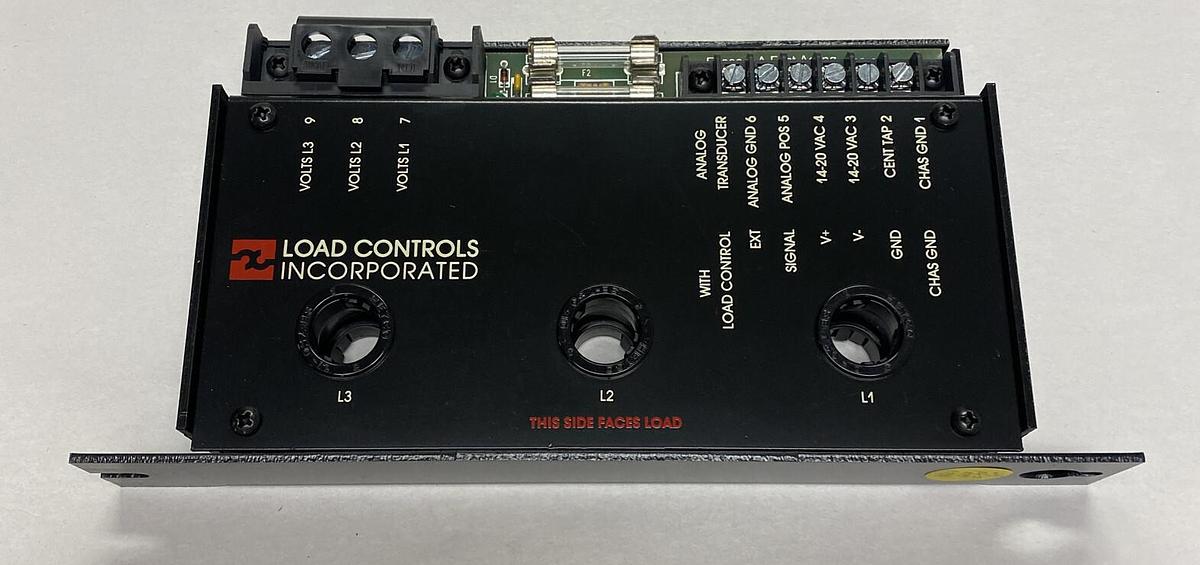 F2
VOLTS L3 9
VOLTS L2 8
VOLTS L1 7
ANALOG
TRANSDUCER
ANALOG GND 6
ANALOG POS 5
14-20 VAC 4
14-20 VAC 3
CENT TAP 2
CHAS GND 1
WITH
LOAD CONTROL
EXT
SIGNAL
V+
V-
GND
CHAS GND
LOAD CONTROLS
INCORPORATED
L3
L2
L1
THIS SIDE FACES LOAD